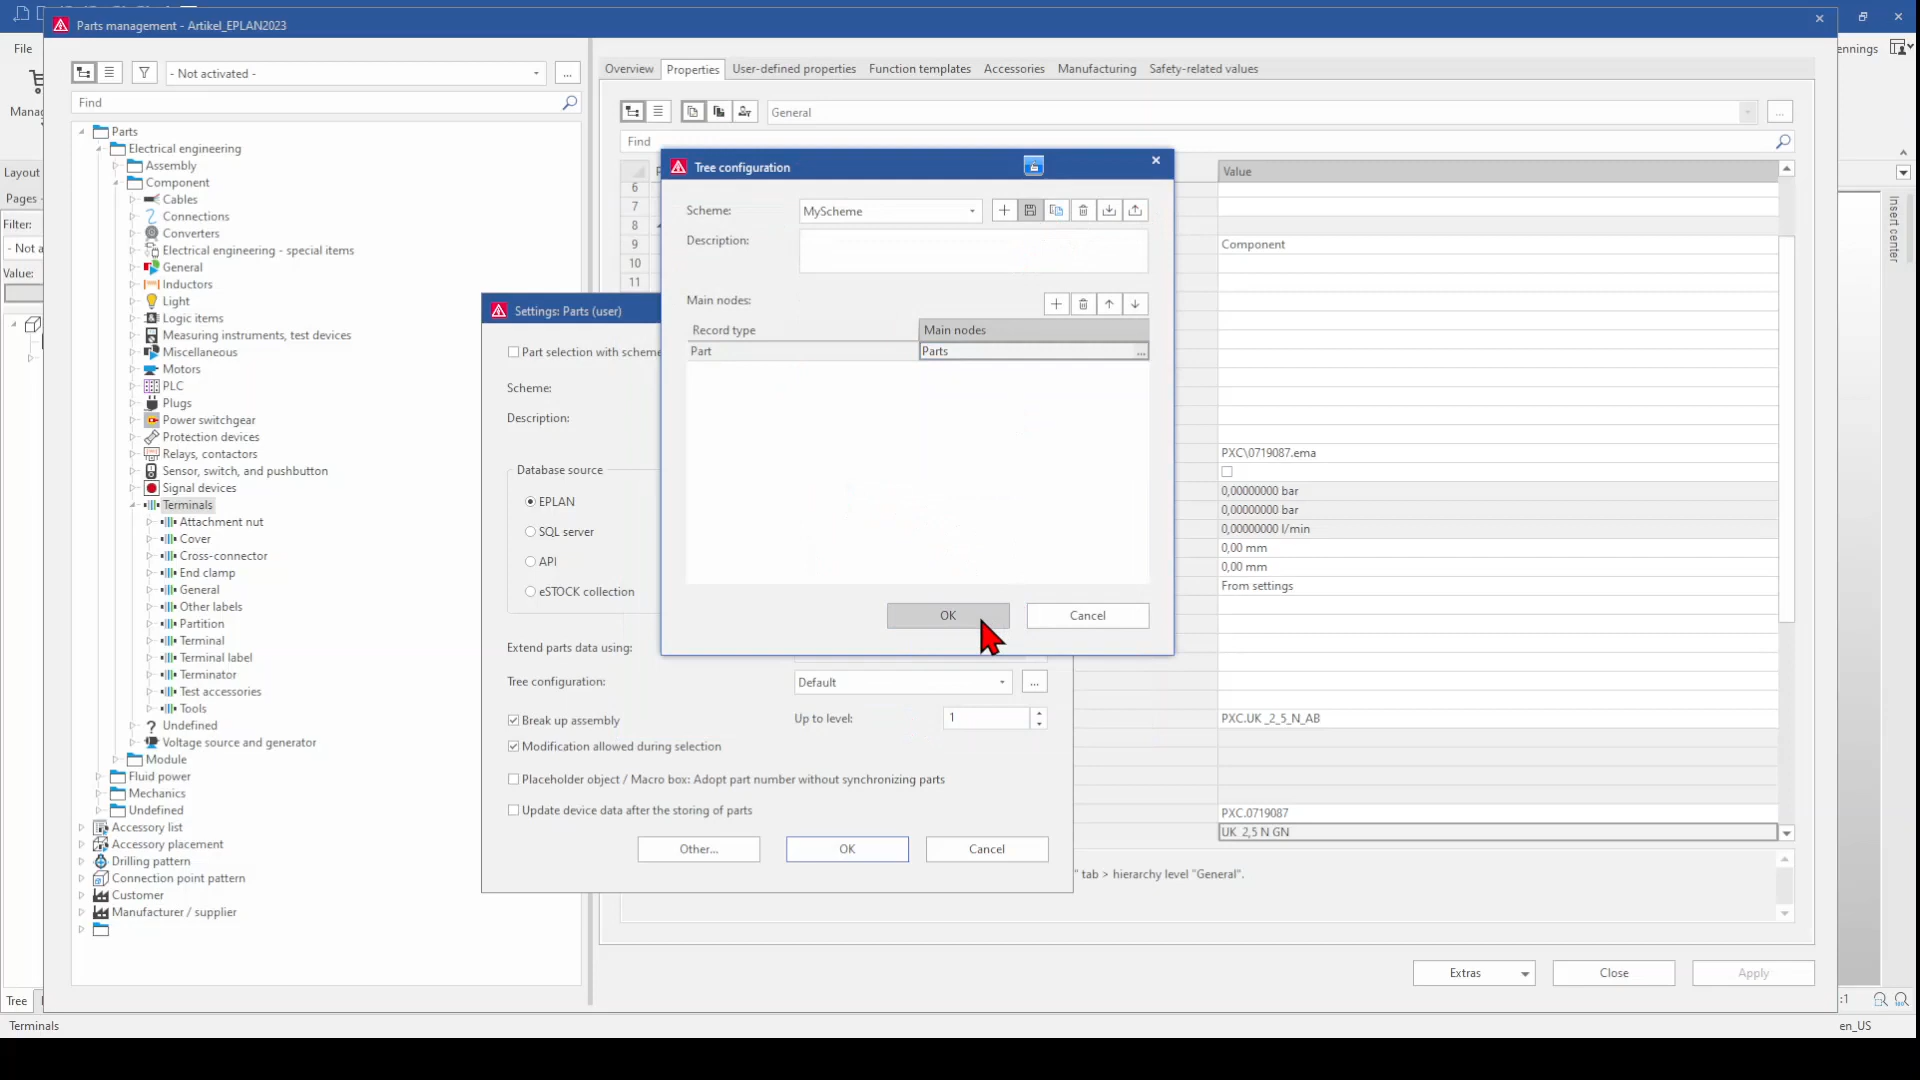 Parts management - Artikel_EPLAN2023
File
Manag
Layout
Pages -
Filter:
- Not a
Value:
- Not activated -
...
Find
Parts
Electrical engineering
Assembly
Component
Cables
Connections
Converters
Electrical engineering - special items
General
Inductors
Light
Logic items
Measuring instruments, test devices
Miscellaneous
Motors
PLC
Plugs
Power switchgear
Protection devices
Relays, contactors
Sensor, switch, and pushbutton
Signal devices
Terminals
Attachment nut
Cover
Cross-connector
End clamp
General
Other labels
Partition
Terminal
Terminal label
Terminator
Test accessories
Tools
Undefined
Voltage source and generator
Module
Fluid power
Mechanics
Undefined
Accessory list
Accessory placement
Drilling pattern
Connection point pattern
Customer
Manufacturer / supplier
Tree
Terminals
Overview Properties User-defined properties Function templates Accessories Manufacturing Safety-related values
General
...
Find
Value
6
7
8
9
10
11
Component
PXC\0719087.ema
0,00000000 bar
0,00000000 bar
0,00000000 l/min
0,00 mm
0,00 mm
From settings
PXC.UK_2,5_N_AB
PXC.0719087
UK 2,5 N GN
" tab > hierarchy level "General".
Extras
Close
Apply
Settings: Parts (user)
Part selection with scheme
Scheme:
Description:
Database source
EPLAN
SQL server
API
eSTOCK collection
Extend parts data using:
Tree configuration:
Default
...
Break up assembly
Up to level:
1
Modification allowed during selection
Placeholder object / Macro box: Adopt part number without synchronizing parts
Update device data after the storing of parts
Other...
OK
Cancel
Tree configuration
Scheme:
MyScheme
Description:
Main nodes:
Record type
Main nodes
Part
Parts
...
OK
Cancel
ennings
Insert center
:1
en_US